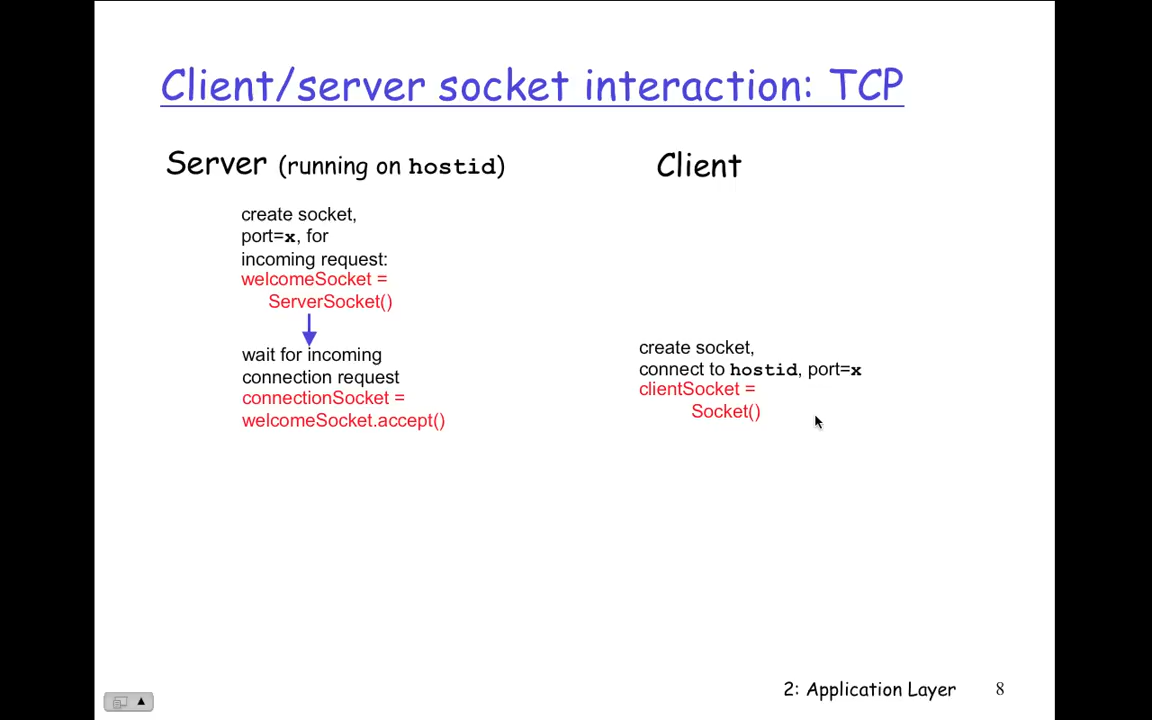 Client/server socket interaction: TCP
Server (running on hostid)
Client
create socket,
port=x, for
incoming request:
welcomeSocket =
ServerSocket()
wait for incoming
connection request
connectionSocket =
welcomeSocket.accept()
create socket,
connect to hostid, port=x
clientSocket =
Socket()
2: Application Layer
8